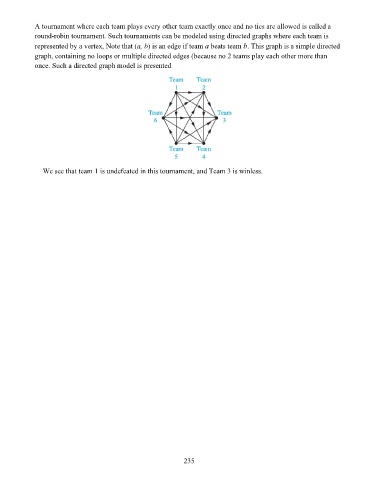 A tournament where each team plays every other team exactly once and no ties are allowed is called a
round-robin tournament. Such tournaments can be modeled using directed graphs where each team is
represented by a vertex, Note that (a, b) is an edge if team a beats team b. This graph is a simple directed
graph, containing no loops or multiple directed edges (because no 2 teams play each other more than
once. Such a directed graph model is presented
Team Team
1 2
Team Team
6 3
Team Team
5 4
We see that team 1 is undefeated in this tournament, and Team 3 is winless.
235